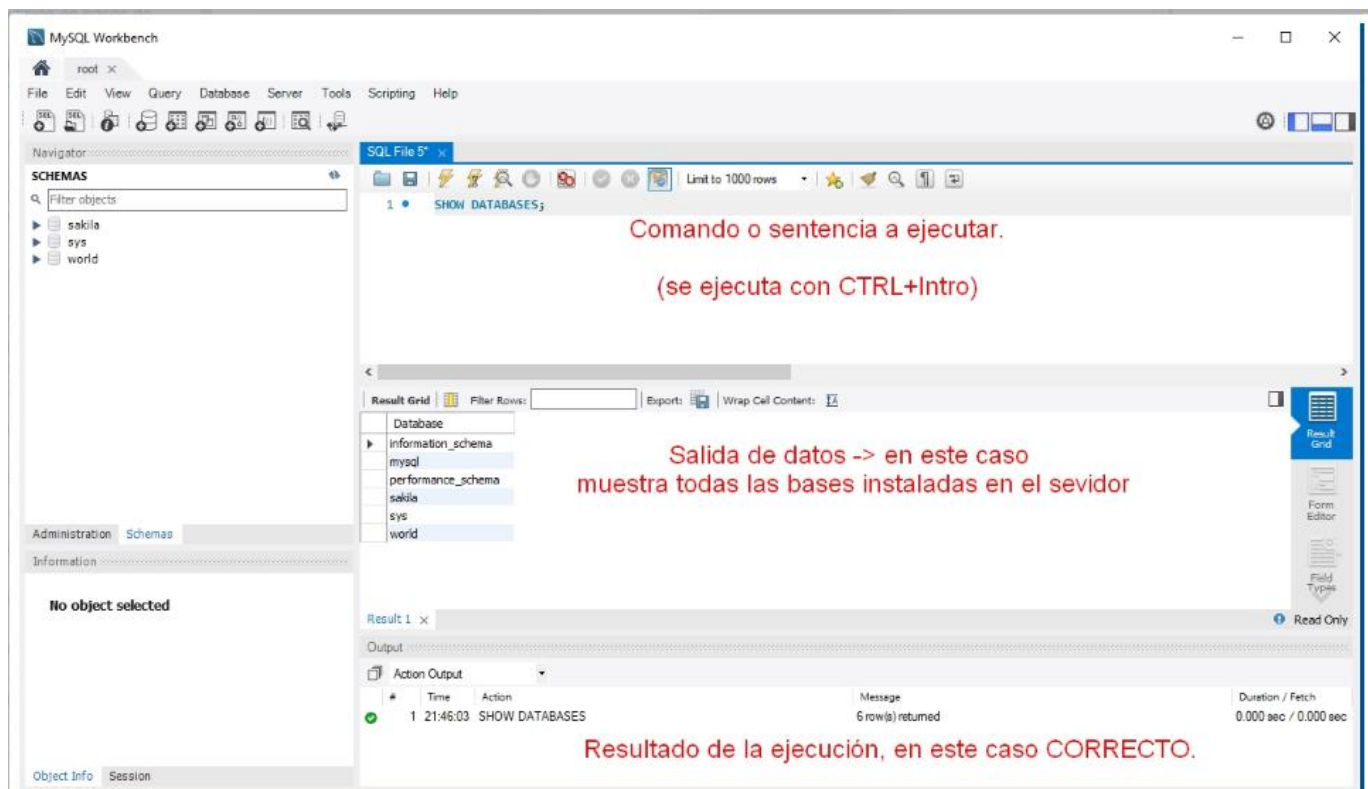 MySQL Workbench
root
File Edit View Query Database Server Tools Scripting Help
Navigator
SCHEMAS
Filter objects
sakila
sys
world
Administration Schemas
Information
No object selected
Object Info Session
SQL File 5*
Limit to 1000 rows
1 SHOW DATABASES;
Comando o sentencia a ejecutar.
(se ejecuta con CTRL+Intro)
Result Grid Filter Rows: Export: Wrap Cell Content:
Database
information_schema
mysql
performance_schema
sakila
sys
world
Salida de datos -> en este caso
muestra todas las bases instaladas en el sevidor
Result
Grid
Form
Editor
Field
Types
Result 1
Read Only
Output
Action Output
# Time Action Message Duration / Fetch
1 21:46:03 SHOW DATABASES 6 row(s) returned 0.000 sec / 0.000 sec
Resultado de la ejecución, en este caso CORRECTO.